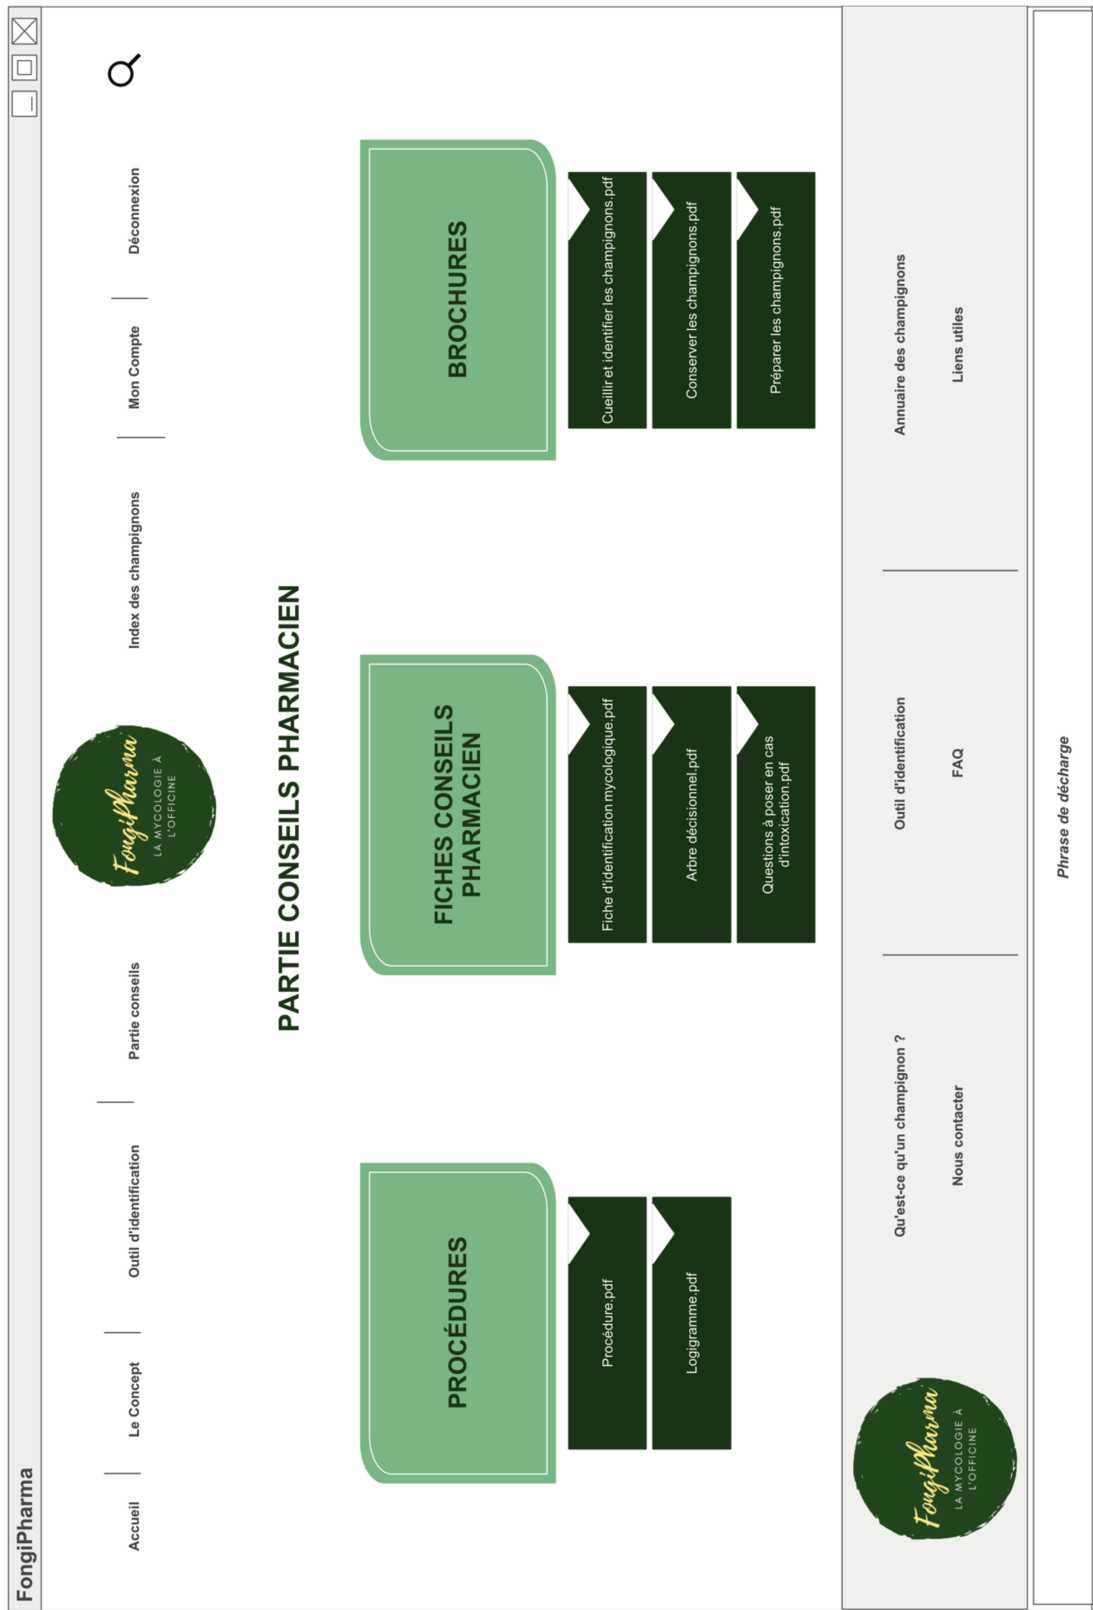 FongiPharma
Accueil
Le Concept
Outil d'identification
Partie conseils
FongiPharma
LA MYCOLOGIE À
L'OFFICINE
Index des champignons
Mon Compte
Déconnexion
PARTIE CONSEILS PHARMACIEN
PROCÉDURES
Procédure.pdf
Logigramme.pdf
FICHES CONSEILS
PHARMACIEN
Fiche d'identification mycologique.pdf
Arbre décisionnel.pdf
Questions à poser en cas
d'intoxication.pdf
BROCHURES
Cueillir et identifier les champignons.pdf
Conserver les champignons.pdf
Préparer les champignons.pdf
FongiPharma
LA MYCOLOGIE À
L'OFFICINE
Qu'est-ce qu'un champignon ?
Nous contacter
Outil d'identification
FAQ
Annuaire des champignons
Liens utiles
Phrase de décharge